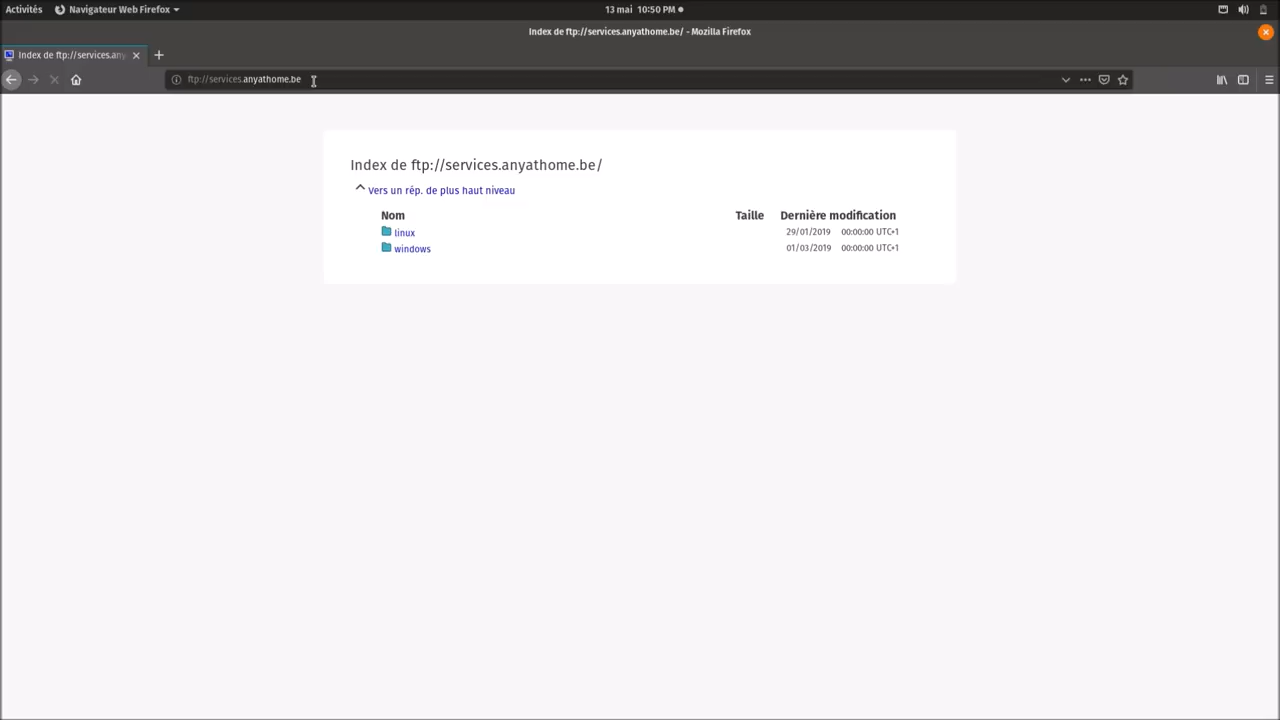 Activités Navigateur Web Firefox 13 mai 10:50 PM
Index de ftp://services.anyathome.be/ - Mozilla Firefox
Index de ftp://services.any
ftp://services.anyathome.be
Index de ftp://services.anyathome.be/
Vers un rép. de plus haut niveau
Nom Taille Dernière modification
linux 29/01/2019 00:00:00 UTC+1
windows 01/03/2019 00:00:00 UTC+1